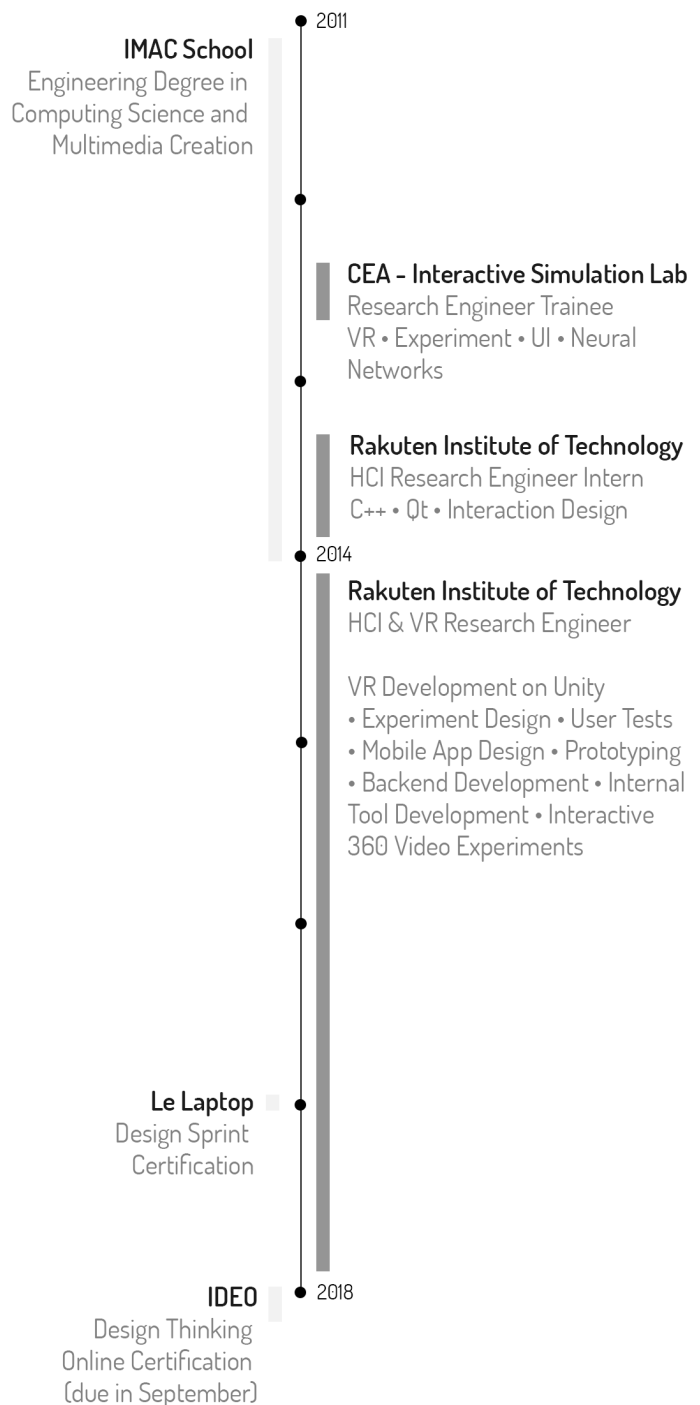 2011
IMAC School
Engineering Degree in
Computing Science and
Multimedia Creation
CEA - Interactive Simulation Lab
Research Engineer Trainee
VR • Experiment • UI • Neural
Networks
Rakuten Institute of Technology
HCI Research Engineer Intern
C++ • Qt • Interaction Design
2014
Rakuten Institute of Technology
HCI & VR Research Engineer
VR Development on Unity
• Experiment Design • User Tests
• Mobile App Design • Prototyping
• Backend Development • Internal
Tool Development • Interactive
360 Video Experiments
Le Laptop
Design Sprint
Certification
2018
IDEO
Design Thinking
Online Certification
(due in September)